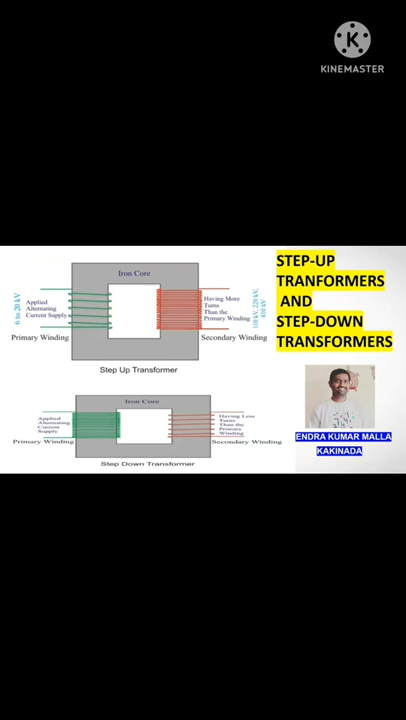 K
KINEMASTER
STEP-UP
TRANFORMERS
AND
STEP-DOWN
TRANSFORMERS
Iron Core
6 to 20 kV
Applied
Alternating
Current Supply
Having More
Turns
Than the
Primary Winding
110 kV, 220 kV,
410 kV
Primary Winding
Secondary Winding
Step Up Transformer
Iron Core
Applied
Alternating
Current
Supply
Having Less
Turns
Than the
Primary
Winding
Primary Winding
Secondary Winding
Step Down Transformer
ENDRA KUMAR MALLA
KAKINADA